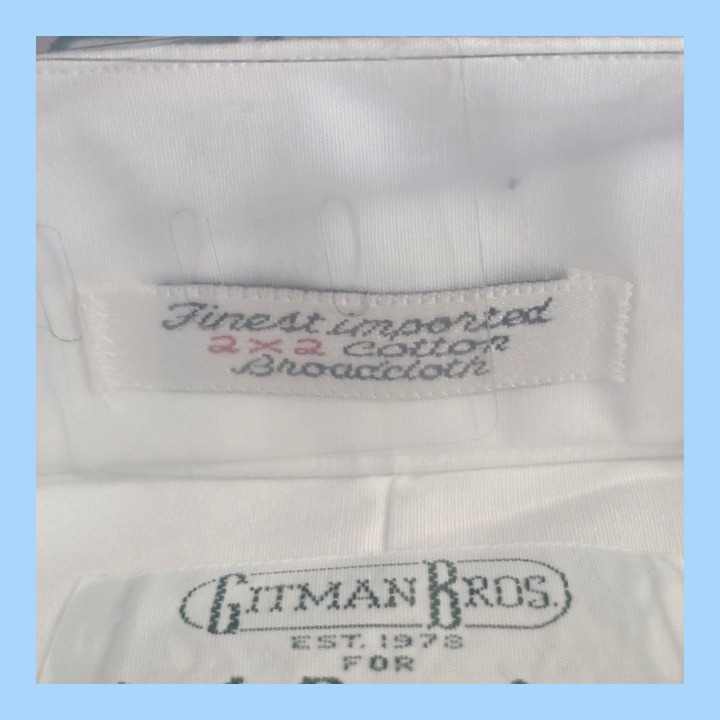 Finest imported
2 x 2 cotton
Broadcloth
GITMAN BROS.
EST. 1978
FOR